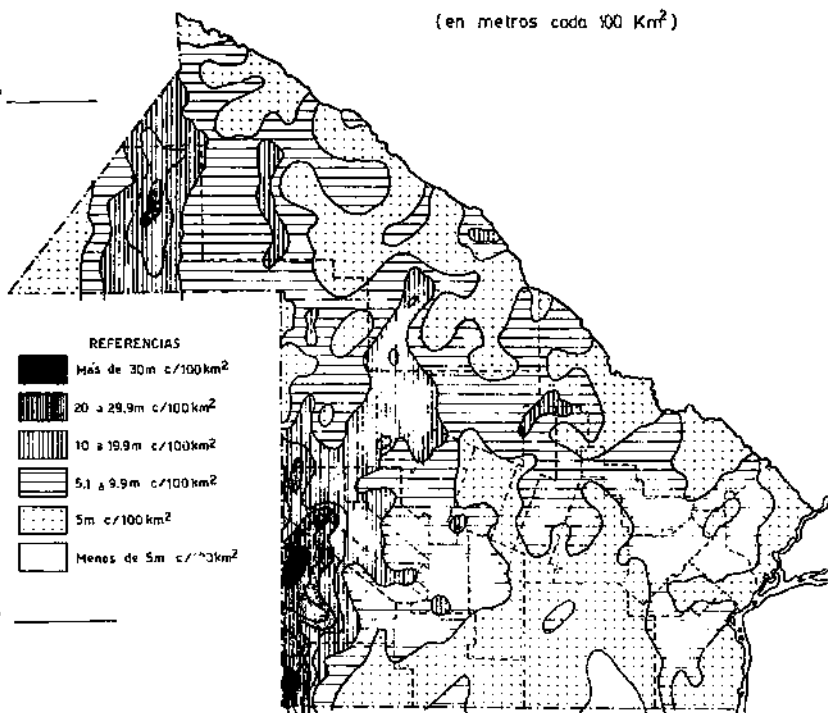 (en metros cada 100 Km²)
REFERENCIAS
Más de 30m c/100km²
20 a 29.9m c/100km²
10 a 19.9m c/100km²
5,1 a 9.9m c/100km²
5m c/100km²
Menos de 5m